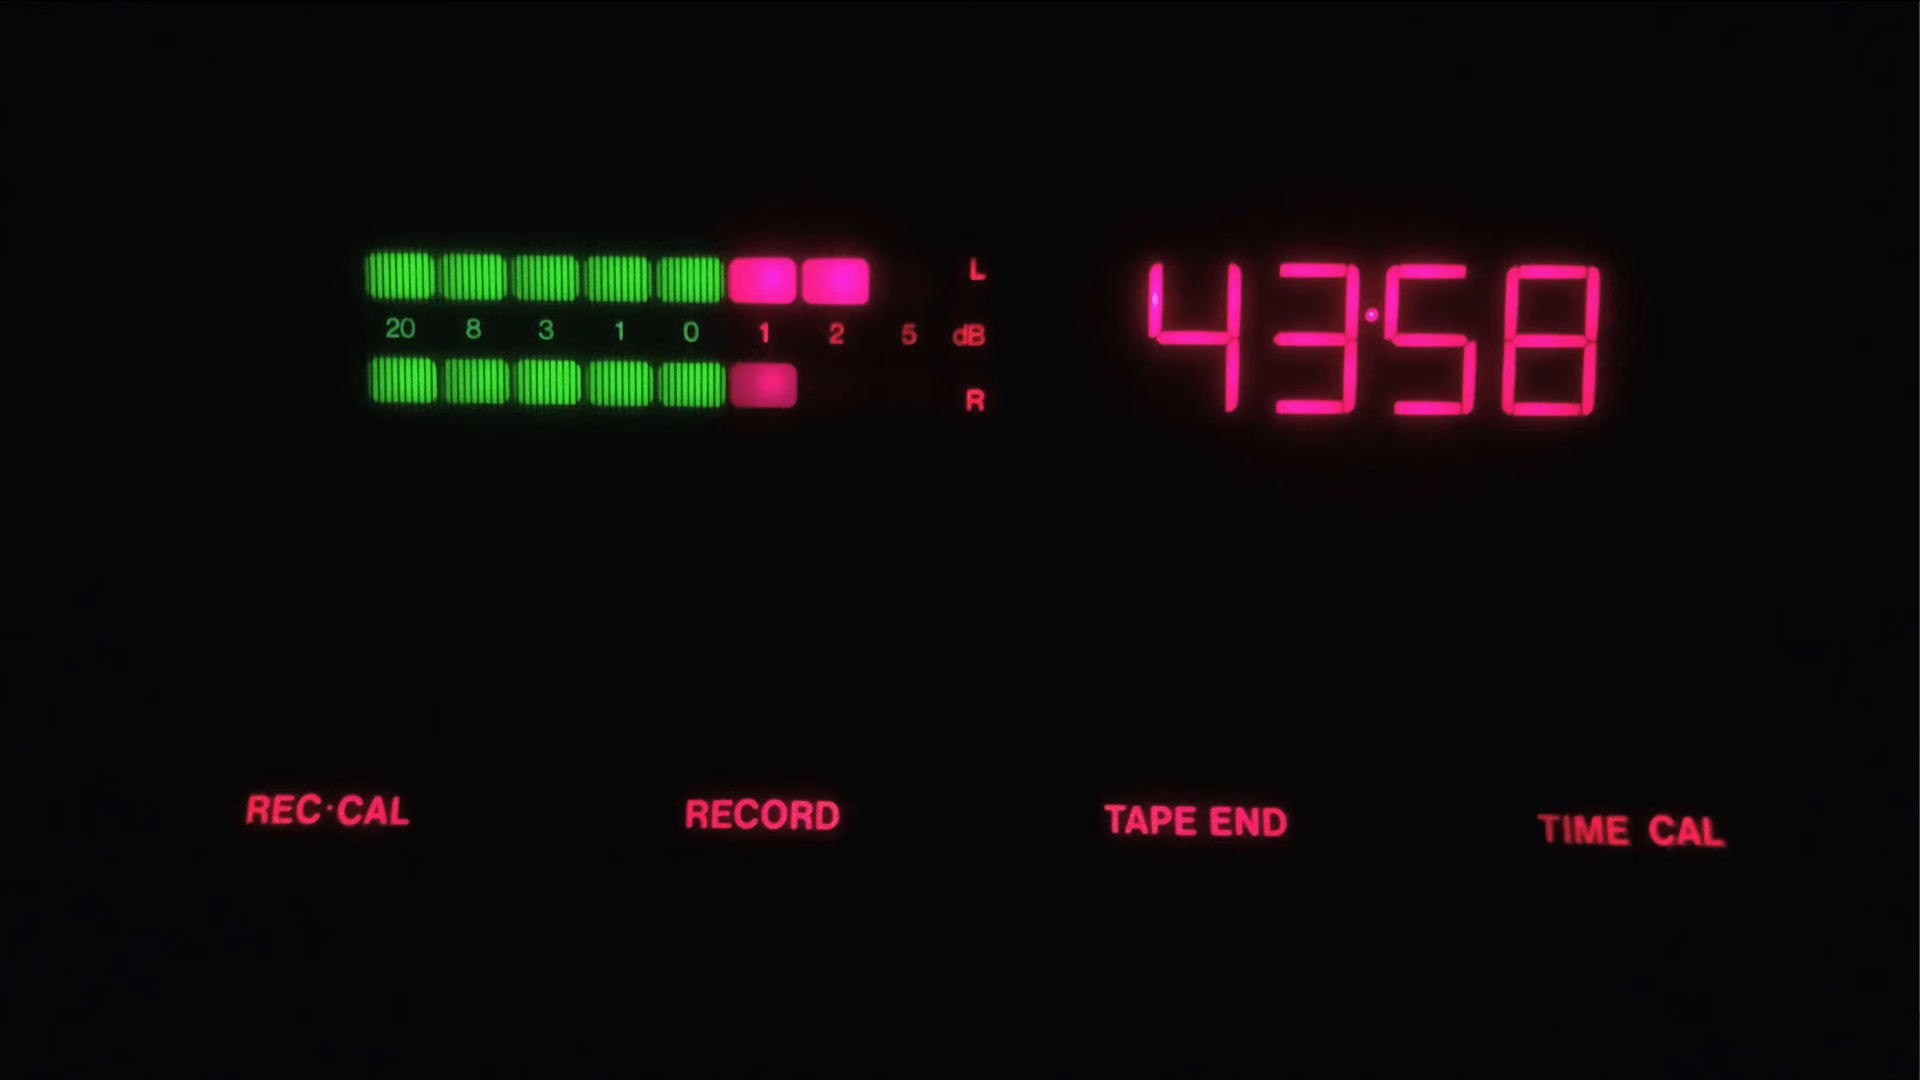 L
20 8 3 1 0 1 2 5 dB
R
43·58
REC·CAL RECORD TAPE END TIME CAL